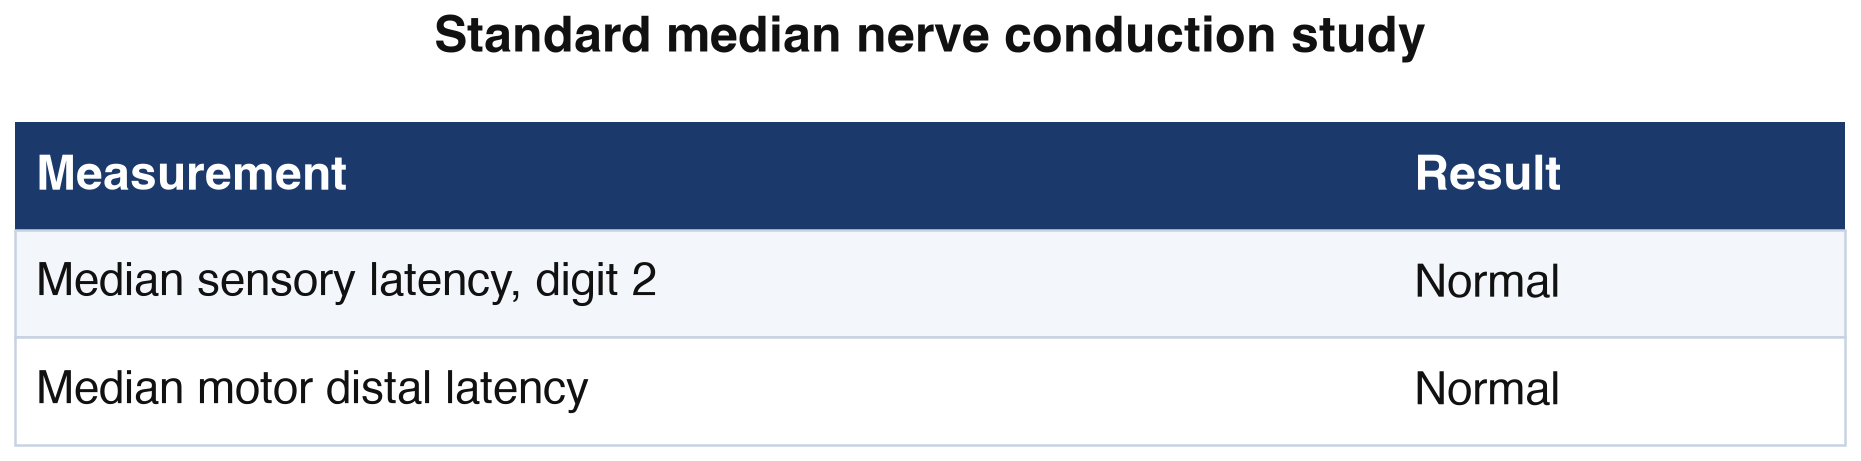 Standard median nerve conduction study
Measurement Result
Median sensory latency, digit 2 Normal
Median motor distal latency Normal